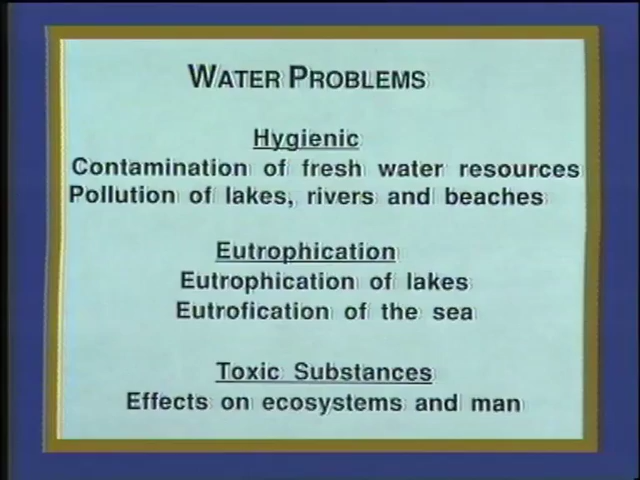 WATER PROBLEMS
Hygienic
Contamination of fresh water resources
Pollution of lakes, rivers and beaches
Eutrophication
Eutrophication of lakes
Eutrofication of the sea
Toxic Substances
Effects on ecosystems and man